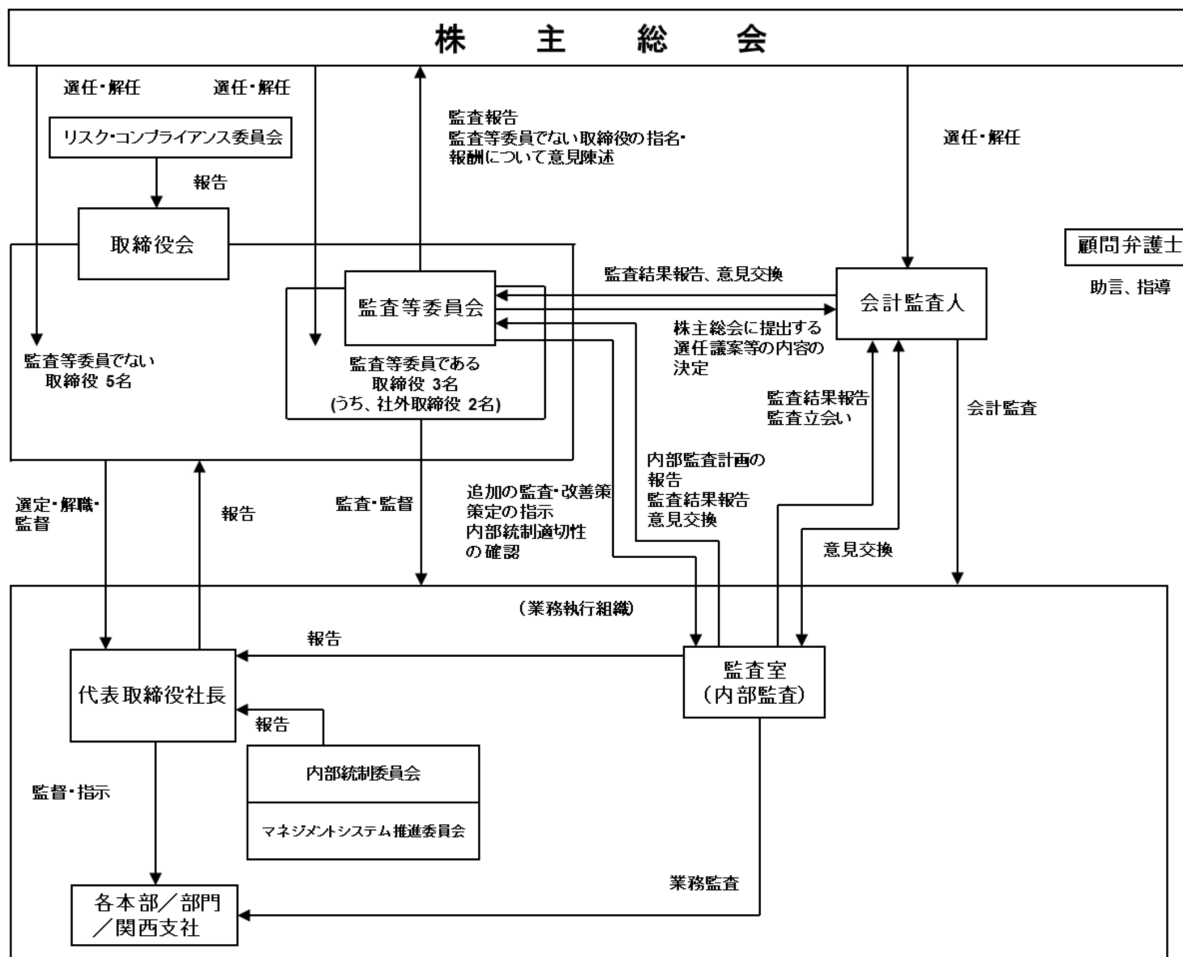 株主総会
選任・解任
選任・解任
監査報告
監査等委員でない取締役の指名・
報酬について意見陳述
選任・解任
リスク・コンプライアンス委員会
報告
取締役会
顧問弁護士
助言、指導
監査等委員会
監査結果報告、意見交換
会計監査人
株主総会に提出する
選任議案等の内容の
決定
監査等委員でない
取締役 5名
監査等委員である
取締役 3名
(うち、社外取締役 2名)
監査結果報告
監査立会い
会計監査
選定・解職・
監督
報告
監査・監督
追加の監査・改善策
策定の指示
内部統制適切性
の確認
内部監査計画の
報告
監査結果報告
意見交換
意見交換
(業務執行組織)
報告
代表取締役社長
監査室
(内部監査)
報告
内部統制委員会
マネジメントシステム推進委員会
監督・指示
業務監査
各本部／部門
／関西支社